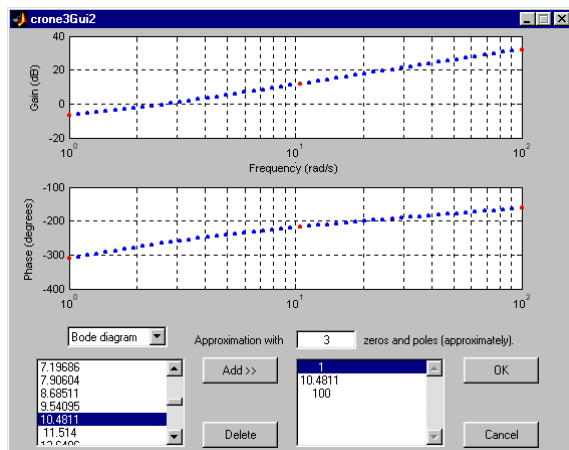 crone3Gui2
40
20
0
-20
Gain (dB)
10^0
10^1
10^2
Frequency (rad/s)
-100
-200
-300
-400
Phase (degrees)
10^0
10^1
10^2
Bode diagram
Approximation with 3 zeros and poles (approximately).
7.19686
7.90604
8.68511
9.54095
10.4811
11.514
Add >>
Delete
1
10.4811
100
OK
Cancel